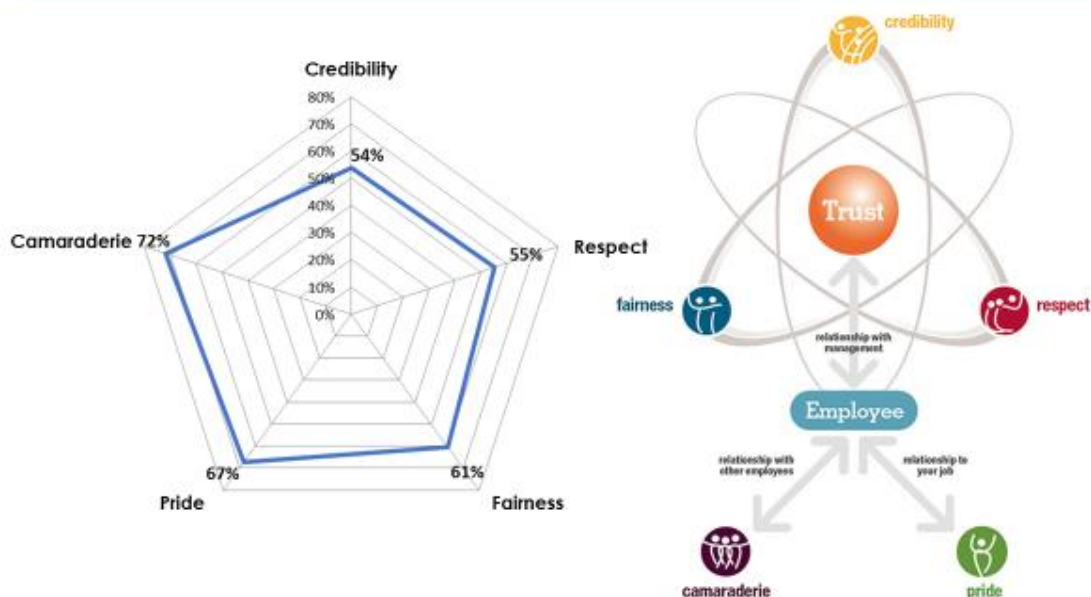 Credibility
80%
70%
60%
54%
50%
40%
30%
20%
10%
0%
Camaraderie 72%
55%
Respect
67%
Pride
61%
Fairness
credibility
Trust
fairness
respect
relationship with
management
Employee
relationship with
other employees
relationship to
your job
camaraderie
pride